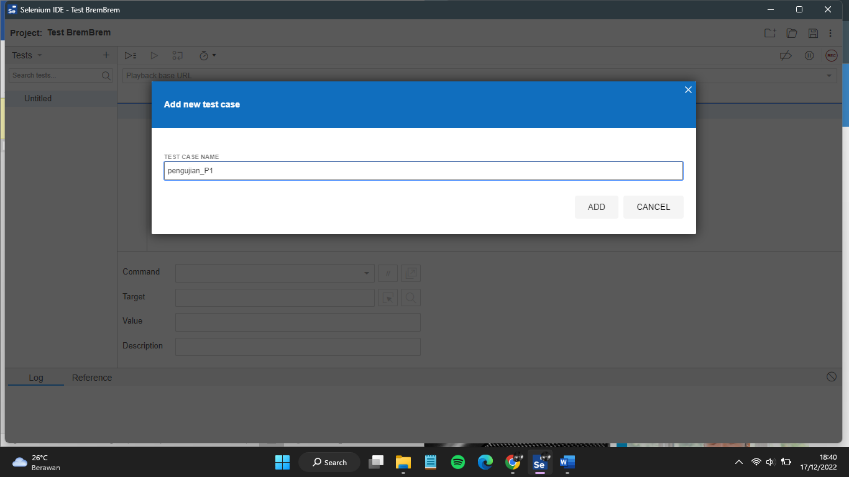 Selenium IDE - Test BremBrem
Project: Test BremBrem
Tests
Search tests...
Playback base URL
REC
Untitled
Add new test case
TEST CASE NAME
pengujian_P1
ADD CANCEL
Command
Target
Value
Description
Log Reference
26°C
Berawan
Search
Se
W
18:40
17/12/2022